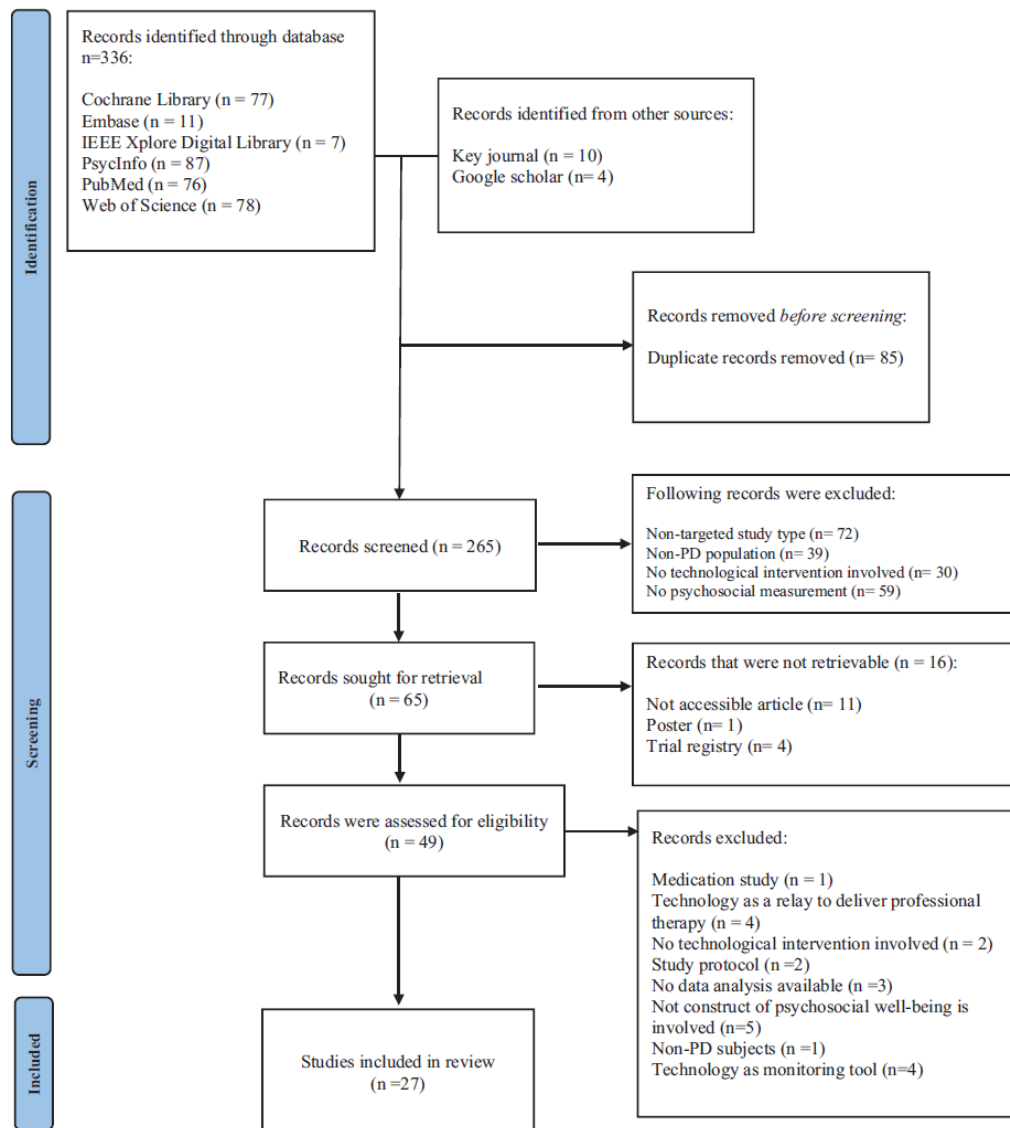 Records identified through database
n=336:
Cochrane Library (n = 77)
Embase (n = 11)
IEEE Xplore Digital Library (n = 7)
PsycInfo (n = 87)
PubMed (n = 76)
Web of Science (n = 78)
Records identified from other sources:
Key journal (n = 10)
Google scholar (n= 4)
Identification
Records removed before screening:
Duplicate records removed (n= 85)
Records screened (n = 265)
Following records were excluded:
Non-targeted study type (n= 72)
Non-PD population (n= 39)
No technological intervention involved (n= 30)
No psychosocial measurement (n= 59)
Records sought for retrieval
(n = 65)
Records that were not retrievable (n = 16):
Not accessible article (n= 11)
Poster (n= 1)
Trial registry (n= 4)
Screening
Records were assessed for eligibility
(n = 49)
Records excluded:
Medication study (n = 1)
Technology as a relay to deliver professional
therapy (n = 4)
No technological intervention involved (n = 2)
Study protocol (n =2)
No data analysis available (n =3)
Not construct of psychosocial well-being is
involved (n=5)
Non-PD subjects (n =1)
Technology as monitoring tool (n=4)
Included
Studies included in review
(n =27)